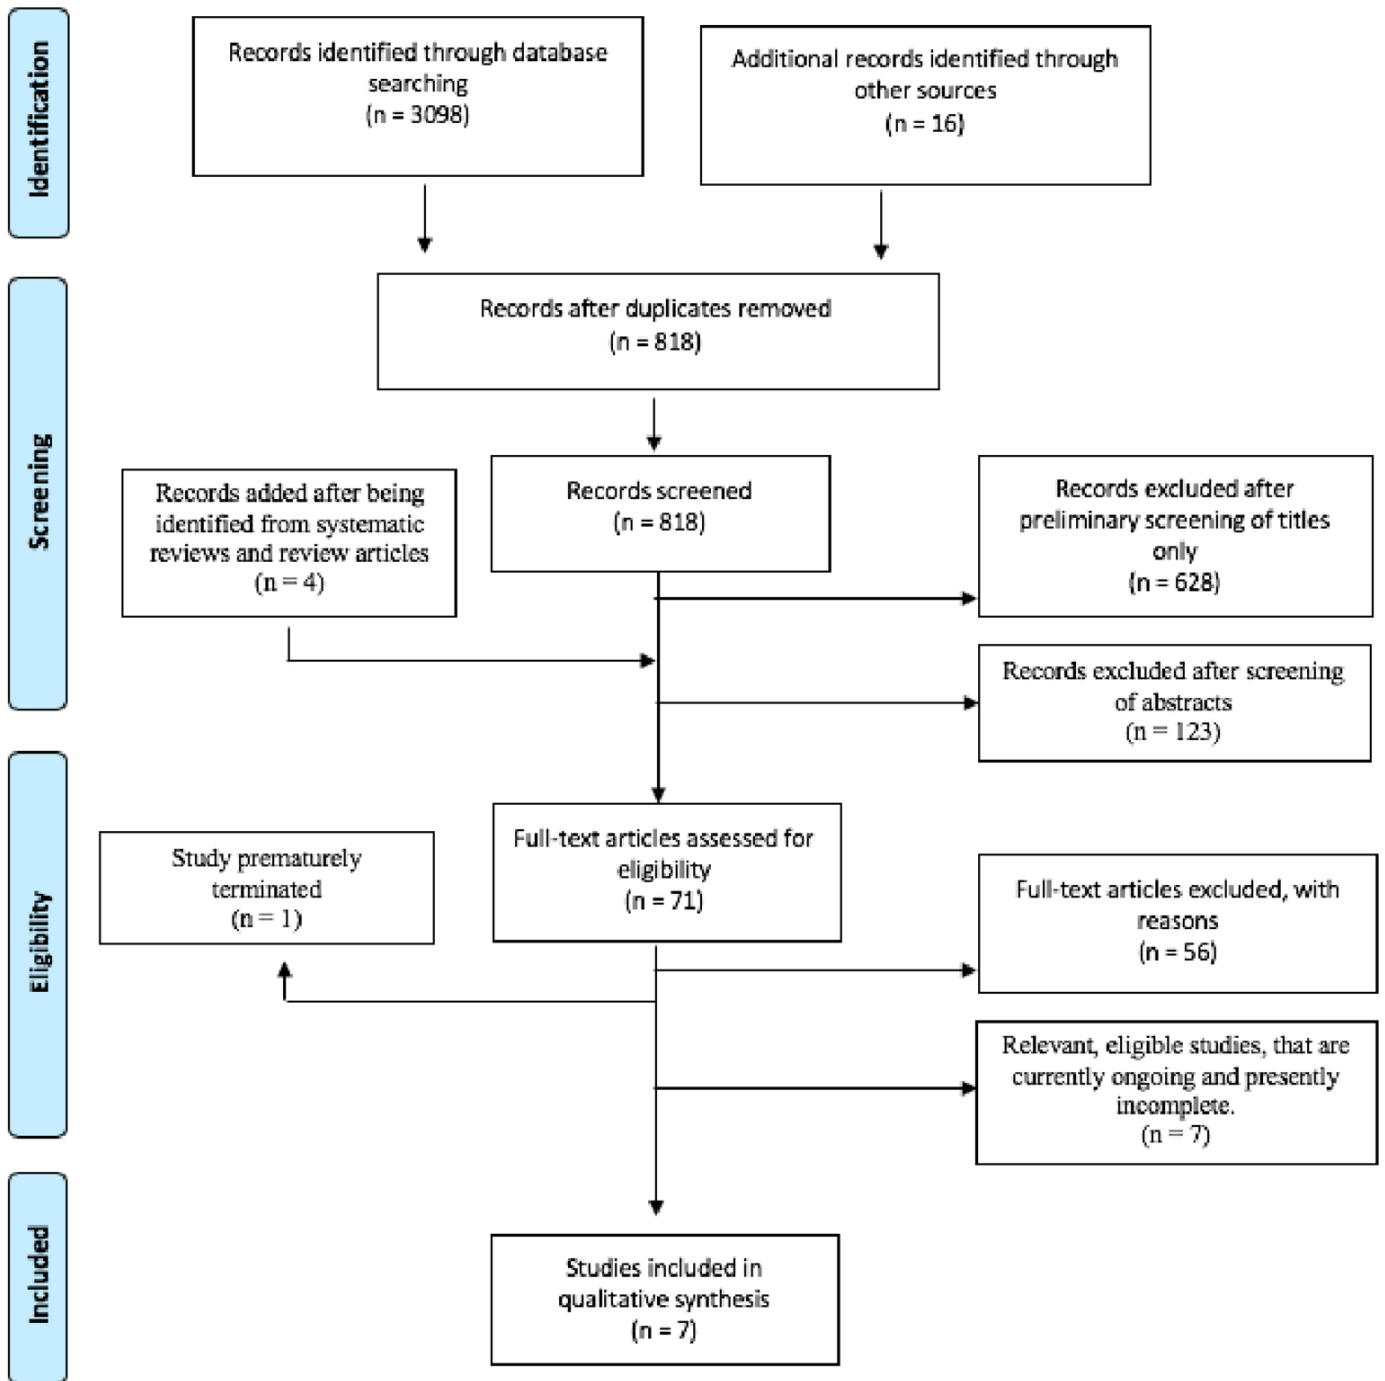 Identification
Records identified through database
searching
(n = 3098)
Additional records identified through
other sources
(n = 16)
Screening
Records after duplicates removed
(n = 818)
Records added after being
identified from systematic
reviews and review articles
(n = 4)
Records screened
(n = 818)
Records excluded after
preliminary screening of titles
only
(n = 628)
Records excluded after screening
of abstracts
(n = 123)
Eligibility
Study prematurely
terminated
(n = 1)
Full-text articles assessed for
eligibility
(n = 71)
Full-text articles excluded, with
reasons
(n = 56)
Relevant, eligible studies, that are
currently ongoing and presently
incomplete.
(n = 7)
Included
Studies included in
qualitative synthesis
(n = 7)